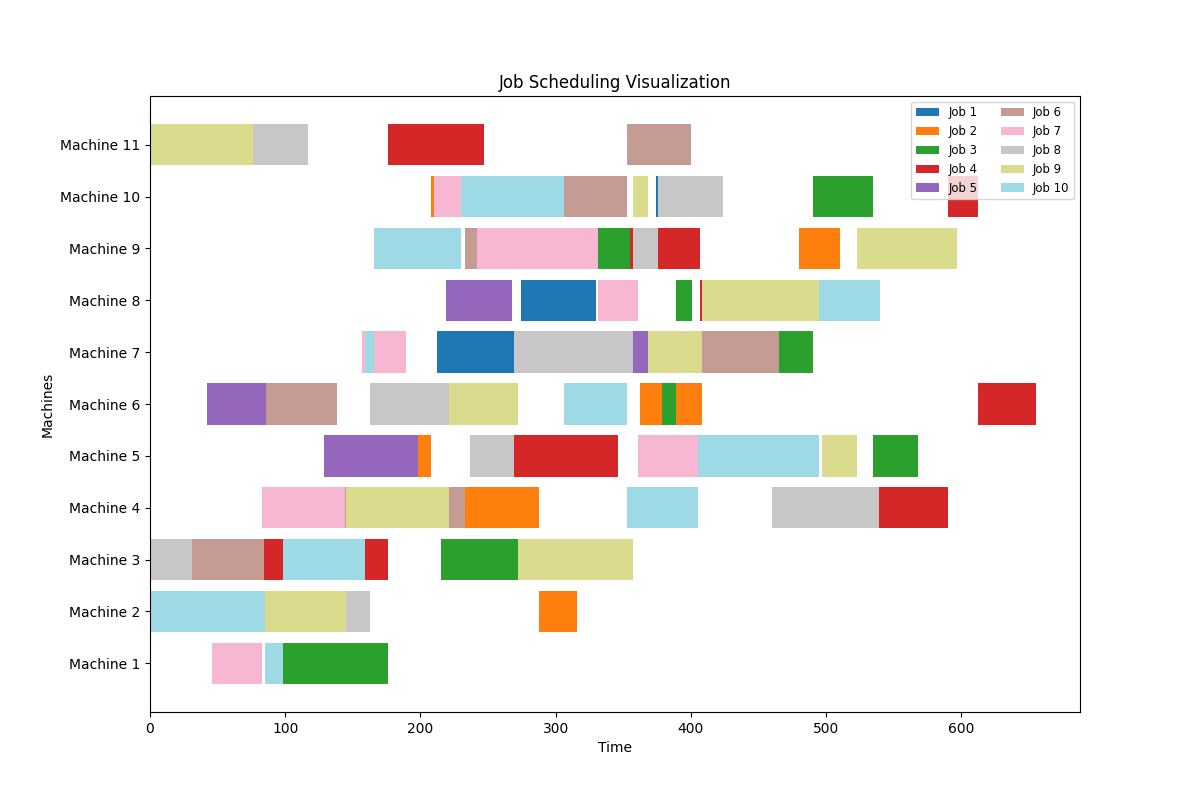 Job Scheduling Visualization
Machine 11
Machine 10
Machine 9
Machine 8
Machine 7
Machine 6
Machine 5
Machine 4
Machine 3
Machine 2
Machine 1
Machines
0 100 200 300 400 500 600
Time
Job 1 Job 6
Job 2 Job 7
Job 3 Job 8
Job 4 Job 9
Job 5 Job 10